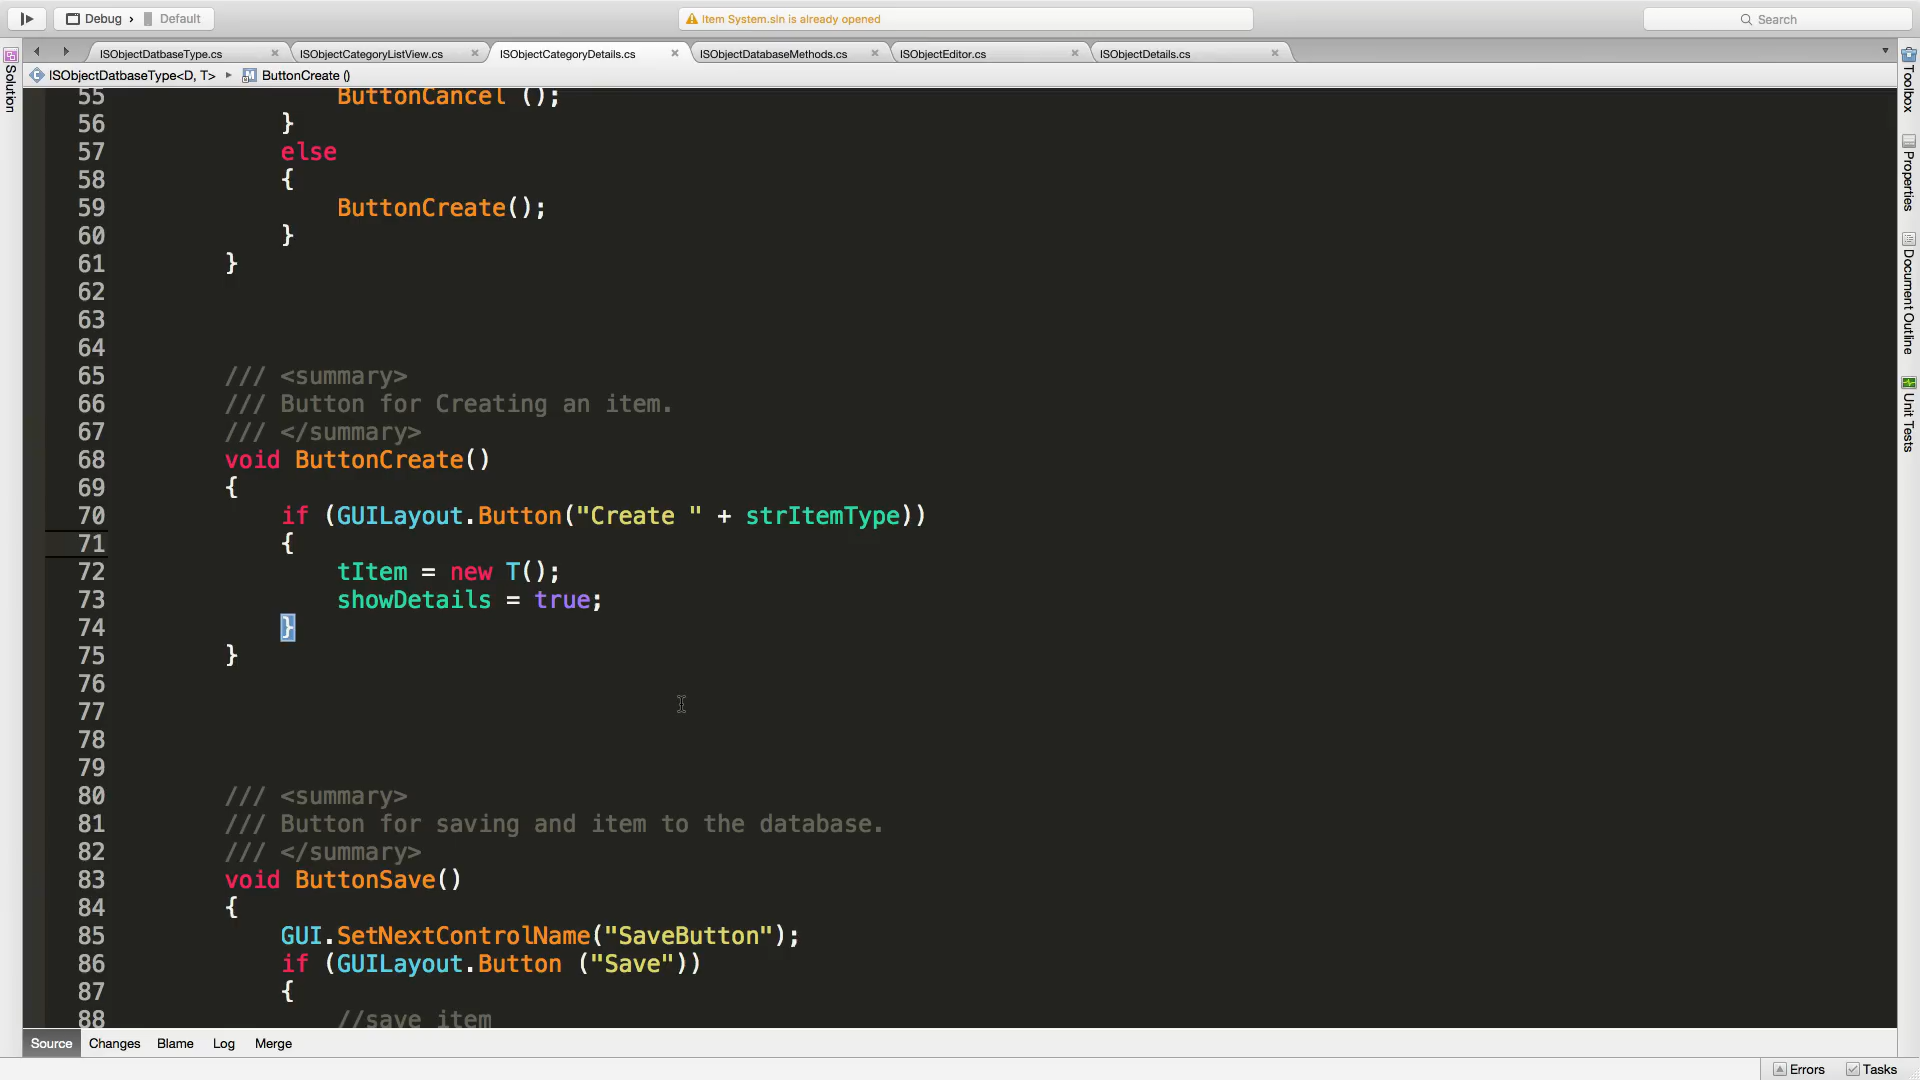 Debug › Default
Item System.sln is already opened
Search
ISObjectDatbaseType.cs
ISObjectCategoryListView.cs
ISObjectCategoryDetails.cs
ISObjectDatabaseMethods.cs
ISObjectEditor.cs
ISObjectDetails.cs
ISObjectDatbaseType<D, T> ▸ ButtonCreate ()
Solution
55 ButtonCancel ();
56 }
57 else
58 {
59 ButtonCreate();
60 }
61 }
62
63
64
65 /// <summary>
66 /// Button for Creating an item.
67 /// </summary>
68 void ButtonCreate()
69 {
70 if (GUILayout.Button("Create " + strItemType))
71 {
72 tItem = new T();
73 showDetails = true;
74 }
75 }
76
77
78
79
80 /// <summary>
81 /// Button for saving and item to the database.
82 /// </summary>
83 void ButtonSave()
84 {
85 GUI.SetNextControlName("SaveButton");
86 if (GUILayout.Button ("Save"))
87 {
88 //save item
Toolbox
Properties
Document Outline
Unit Tests
Source Changes Blame Log Merge
Errors Tasks